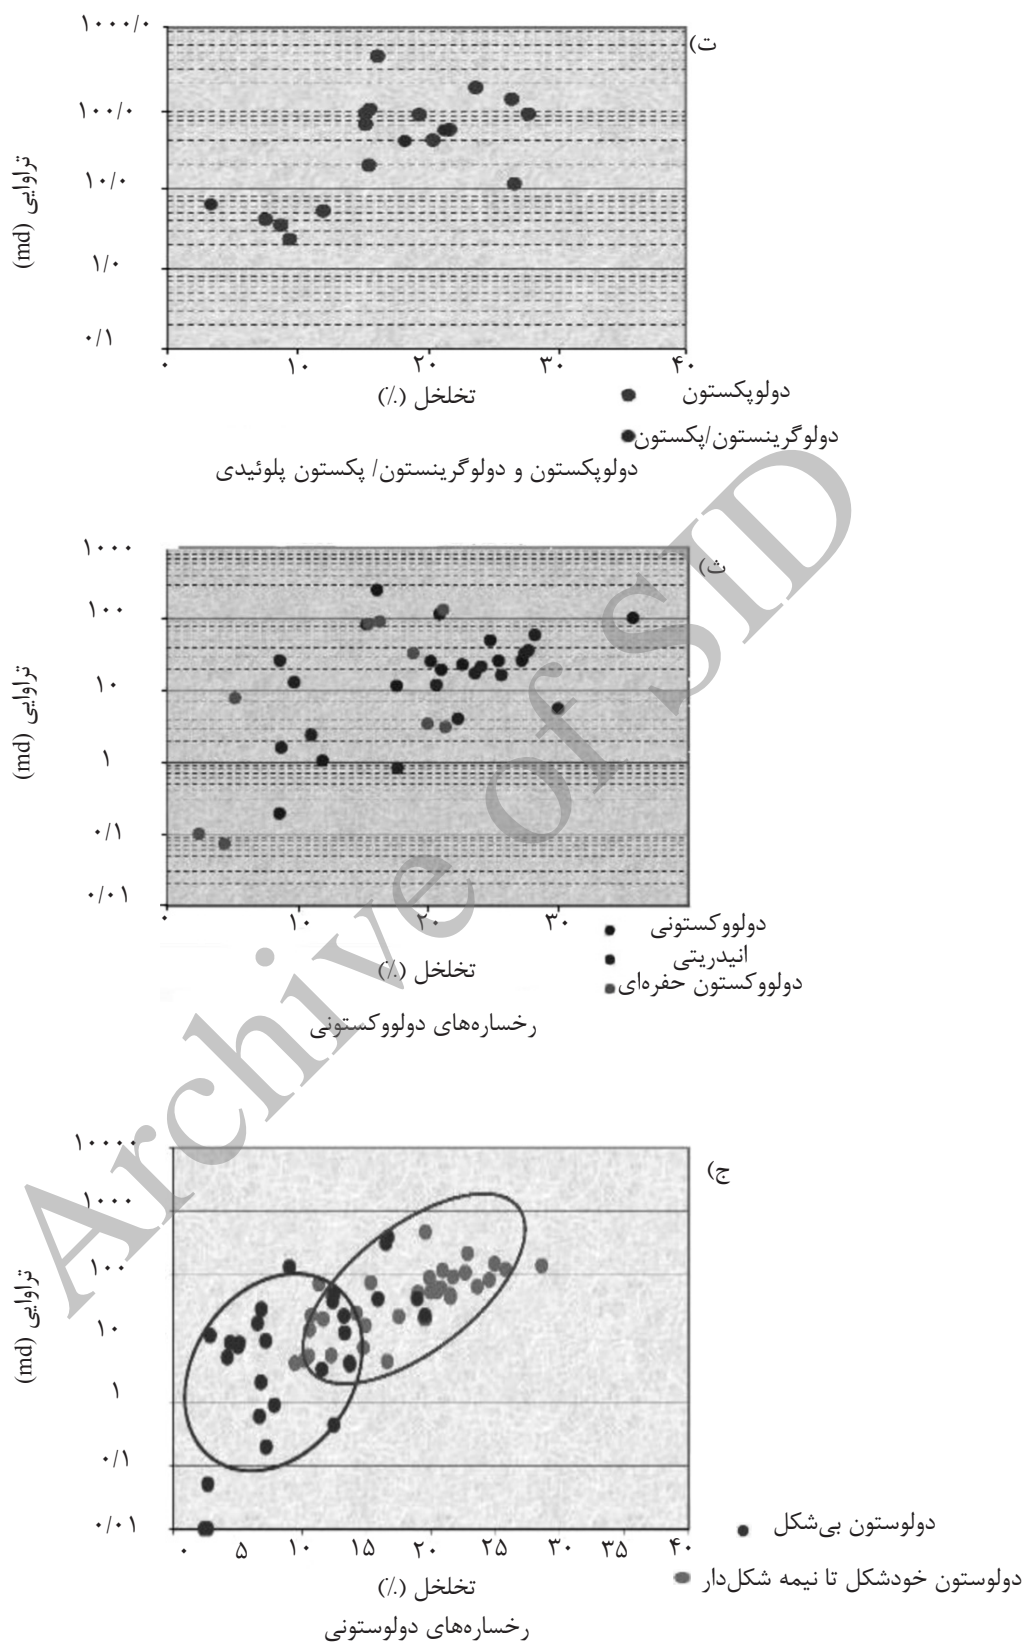 ت)
۱۰۰۰/۰
۱۰۰/۰
۱۰/۰
۱/۰
۰/۱
تراوایی (md)
۰ ۱۰ ۲۰ ۳۰ ۴۰
تخلخل (٪)
دولوپکستون
دولوگرینستون/پکستون
دولوپکستون و دولوگرینستون/ پکستون پلوئیدی
ث)
۱۰۰۰
۱۰۰
۱۰
۱
۰/۱
۰/۰۱
تراوایی (md)
۰ ۱۰ ۲۰ ۳۰
تخلخل (٪)
دولووکستونی
انیدریتی
دولووکستون حفره‌ای
رخساره‌های دولووکستونی
ج)
۱۰۰۰۰
۱۰۰۰
۱۰۰
۱۰
۱
۰/۱
۰/۰۱
تراوایی (md)
۰ ۵ ۱۰ ۱۵ ۲۰ ۲۵ ۳۰ ۳۵ ۴۰
تخلخل (٪)
دولوستون بی‌شکل
دولوستون خودشکل تا نیمه شکل‌دار
رخساره‌های دولوستونی
Archive of SID